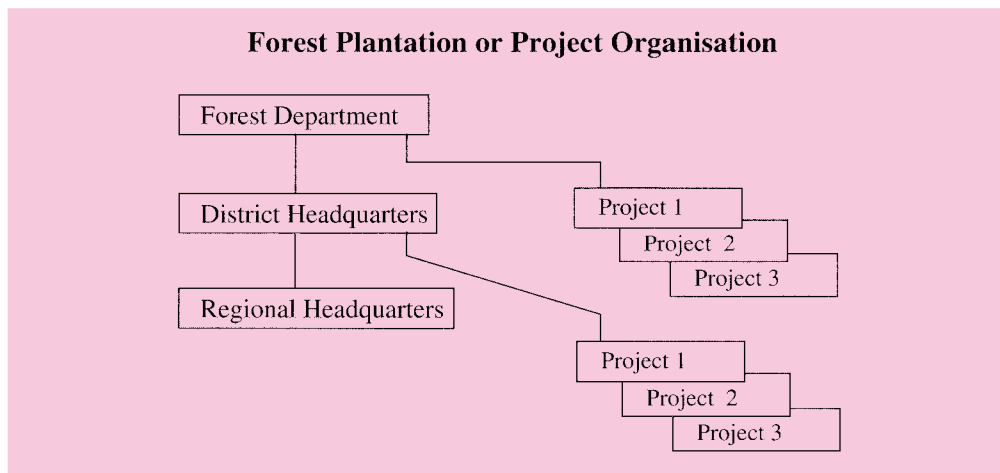 Forest Plantation or Project Organisation
Forest Department
District Headquarters
Regional Headquarters
Project 1
Project 2
Project 3
Project 1
Project 2
Project 3